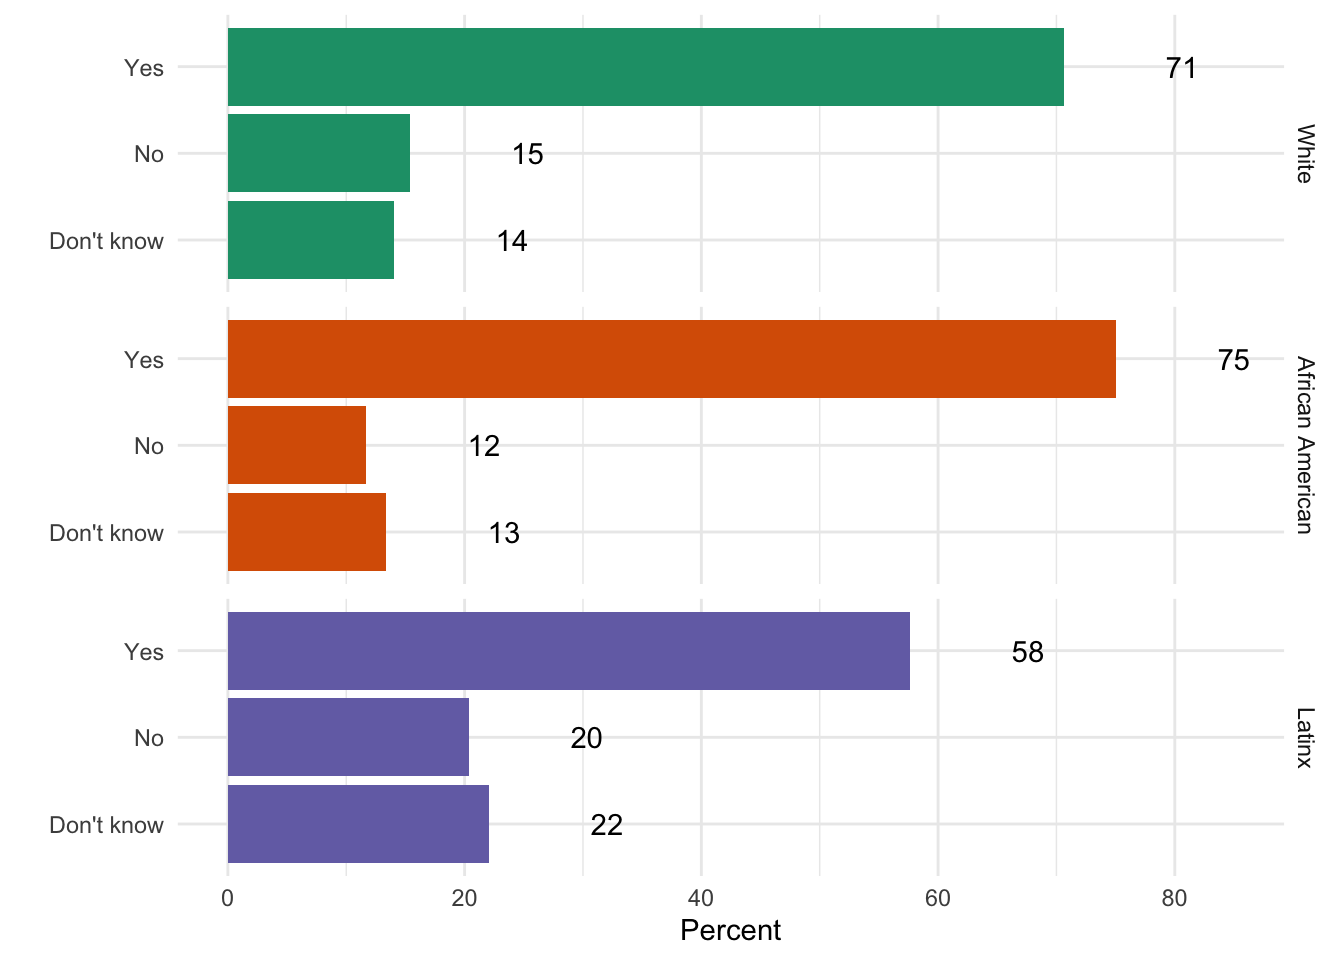 Yes
71
No
15
Don't know
14
White
Yes
75
No
12
Don't know
13
African American
Yes
58
No
20
Don't know
22
Latinx
0 20 40 60 80
Percent